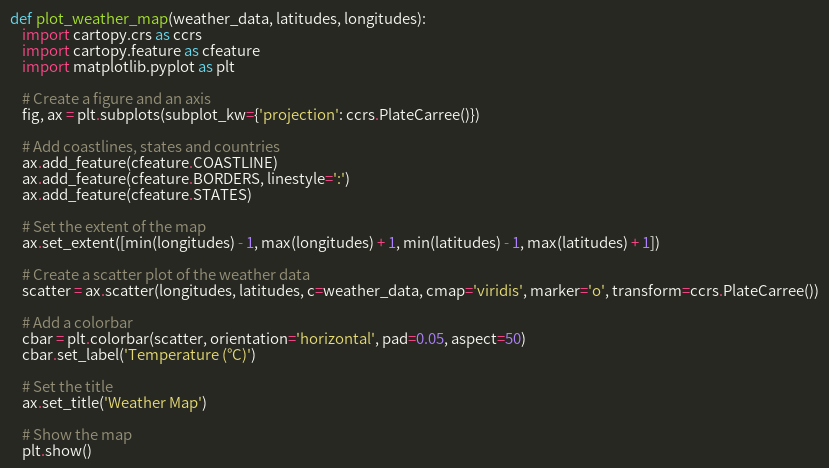 def plot_weather_map(weather_data, latitudes, longitudes):
    import cartopy.crs as ccrs
    import cartopy.feature as cfeature
    import matplotlib.pyplot as plt

    # Create a figure and an axis
    fig, ax = plt.subplots(subplot_kw={'projection': ccrs.PlateCarree()})

    # Add coastlines, states and countries
    ax.add_feature(cfeature.COASTLINE)
    ax.add_feature(cfeature.BORDERS, linestyle=':')
    ax.add_feature(cfeature.STATES)

    # Set the extent of the map
    ax.set_extent([min(longitudes) - 1, max(longitudes) + 1, min(latitudes) - 1, max(latitudes) + 1])

    # Create a scatter plot of the weather data
    scatter = ax.scatter(longitudes, latitudes, c=weather_data, cmap='viridis', marker='o', transform=ccrs.PlateCarree())

    # Add a colorbar
    cbar = plt.colorbar(scatter, orientation='horizontal', pad=0.05, aspect=50)
    cbar.set_label('Temperature (°C)')

    # Set the title
    ax.set_title('Weather Map')

    # Show the map
    plt.show()